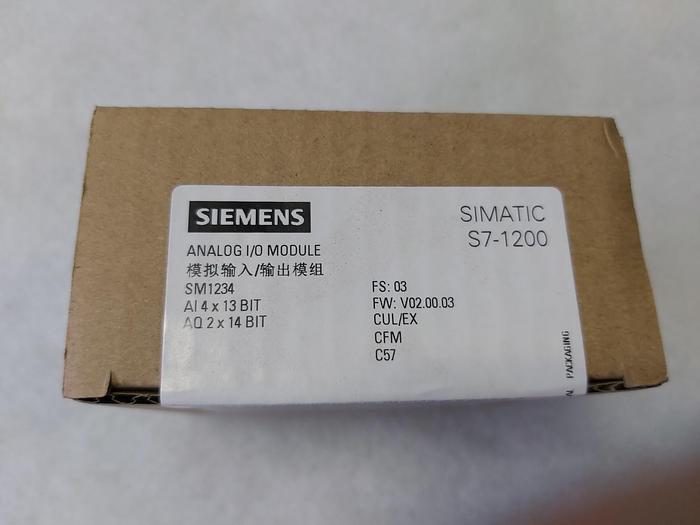 SIEMENS
SIMATIC
S7-1200
ANALOG I/O MODULE
模拟输入/输出模组
SM1234
AI 4 x 13 BIT
AQ 2 x 14 BIT
FS: 03
FW: V02.00.03
CUL/EX
CFM
C57
PACKAGING